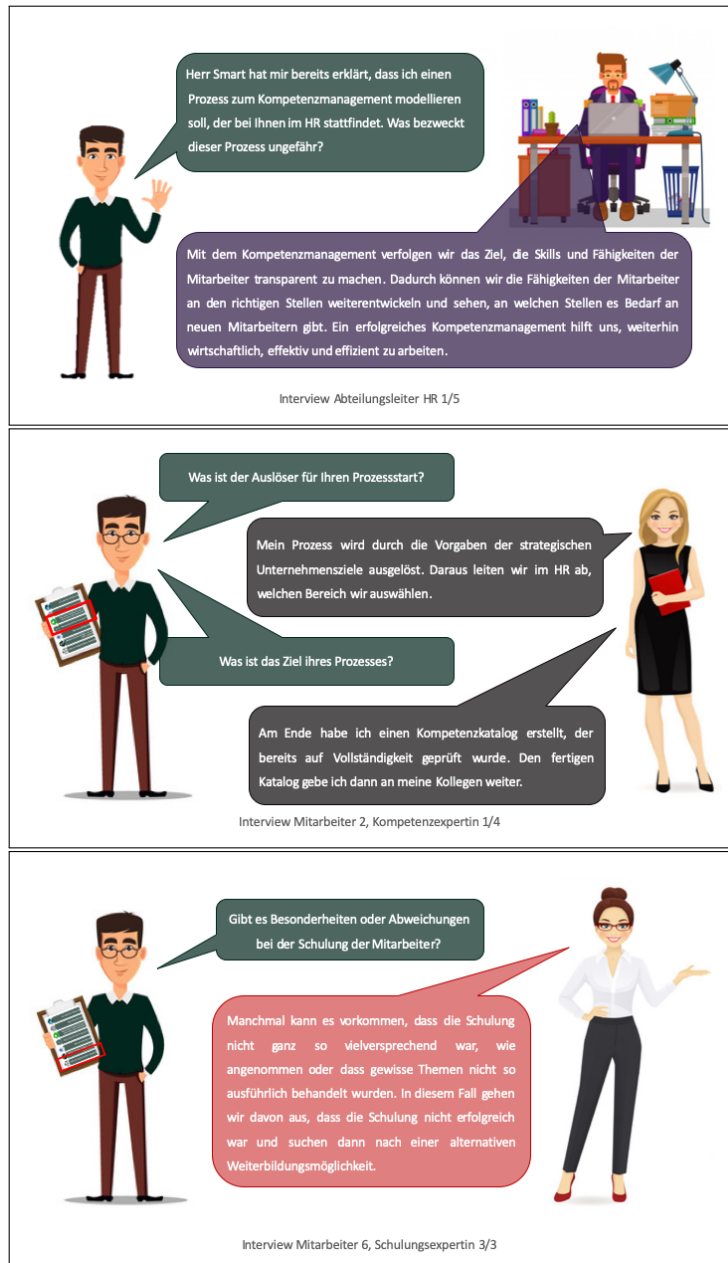 Herr Smart hat mir bereits erklärt, dass ich einen
Prozess zum Kompetenzmanagement modellieren
soll, der bei Ihnen im HR stattfindet. Was bezweckt
dieser Prozess ungefähr?
Mit dem Kompetenzmanagement verfolgen wir das Ziel, die Skills und Fähigkeiten der
Mitarbeiter transparent zu machen. Dadurch können wir die Fähigkeiten der Mitarbeiter
an den richtigen Stellen weiterentwickeln und sehen, an welchen Stellen es Bedarf an
neuen Mitarbeitern gibt. Ein erfolgreiches Kompetenzmanagement hilft uns, weiterhin
wirtschaftlich, effektiv und effizient zu arbeiten.
Interview Abteilungsleiter HR 1/5
Was ist der Auslöser für Ihren Prozessstart?
Mein Prozess wird durch die Vorgaben der strategischen
Unternehmensziele ausgelöst. Daraus leiten wir im HR ab,
welchen Bereich wir auswählen.
Was ist das Ziel ihres Prozesses?
Am Ende habe ich einen Kompetenzkatalog erstellt, der
bereits auf Vollständigkeit geprüft wurde. Den fertigen
Katalog gebe ich dann an meine Kollegen weiter.
Interview Mitarbeiter 2, Kompetenzexpertin 1/4
Gibt es Besonderheiten oder Abweichungen
bei der Schulung der Mitarbeiter?
Manchmal kann es vorkommen, dass die Schulung
nicht ganz so vielversprechend war, wie
angenommen oder dass gewisse Themen nicht so
ausführlich behandelt wurden. In diesem Fall gehen
wir davon aus, dass die Schulung nicht erfolgreich
war und suchen dann nach einer alternativen
Weiterbildungsmöglichkeit.
Interview Mitarbeiter 6, Schulungsexpertin 3/3